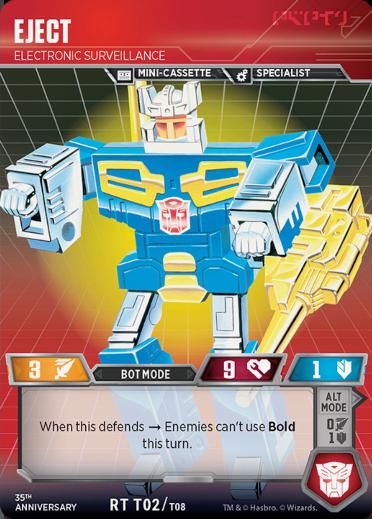 EJECT
ELECTRONIC SURVEILLANCE
MINI-CASSETTE SPECIALIST
3 BOT MODE 9 1
When this defends → Enemies can't use Bold
this turn.
ALT
MODE
0
1
35TH
ANNIVERSARY
RT T02/T08
TM & © Hasbro. © Wizards.